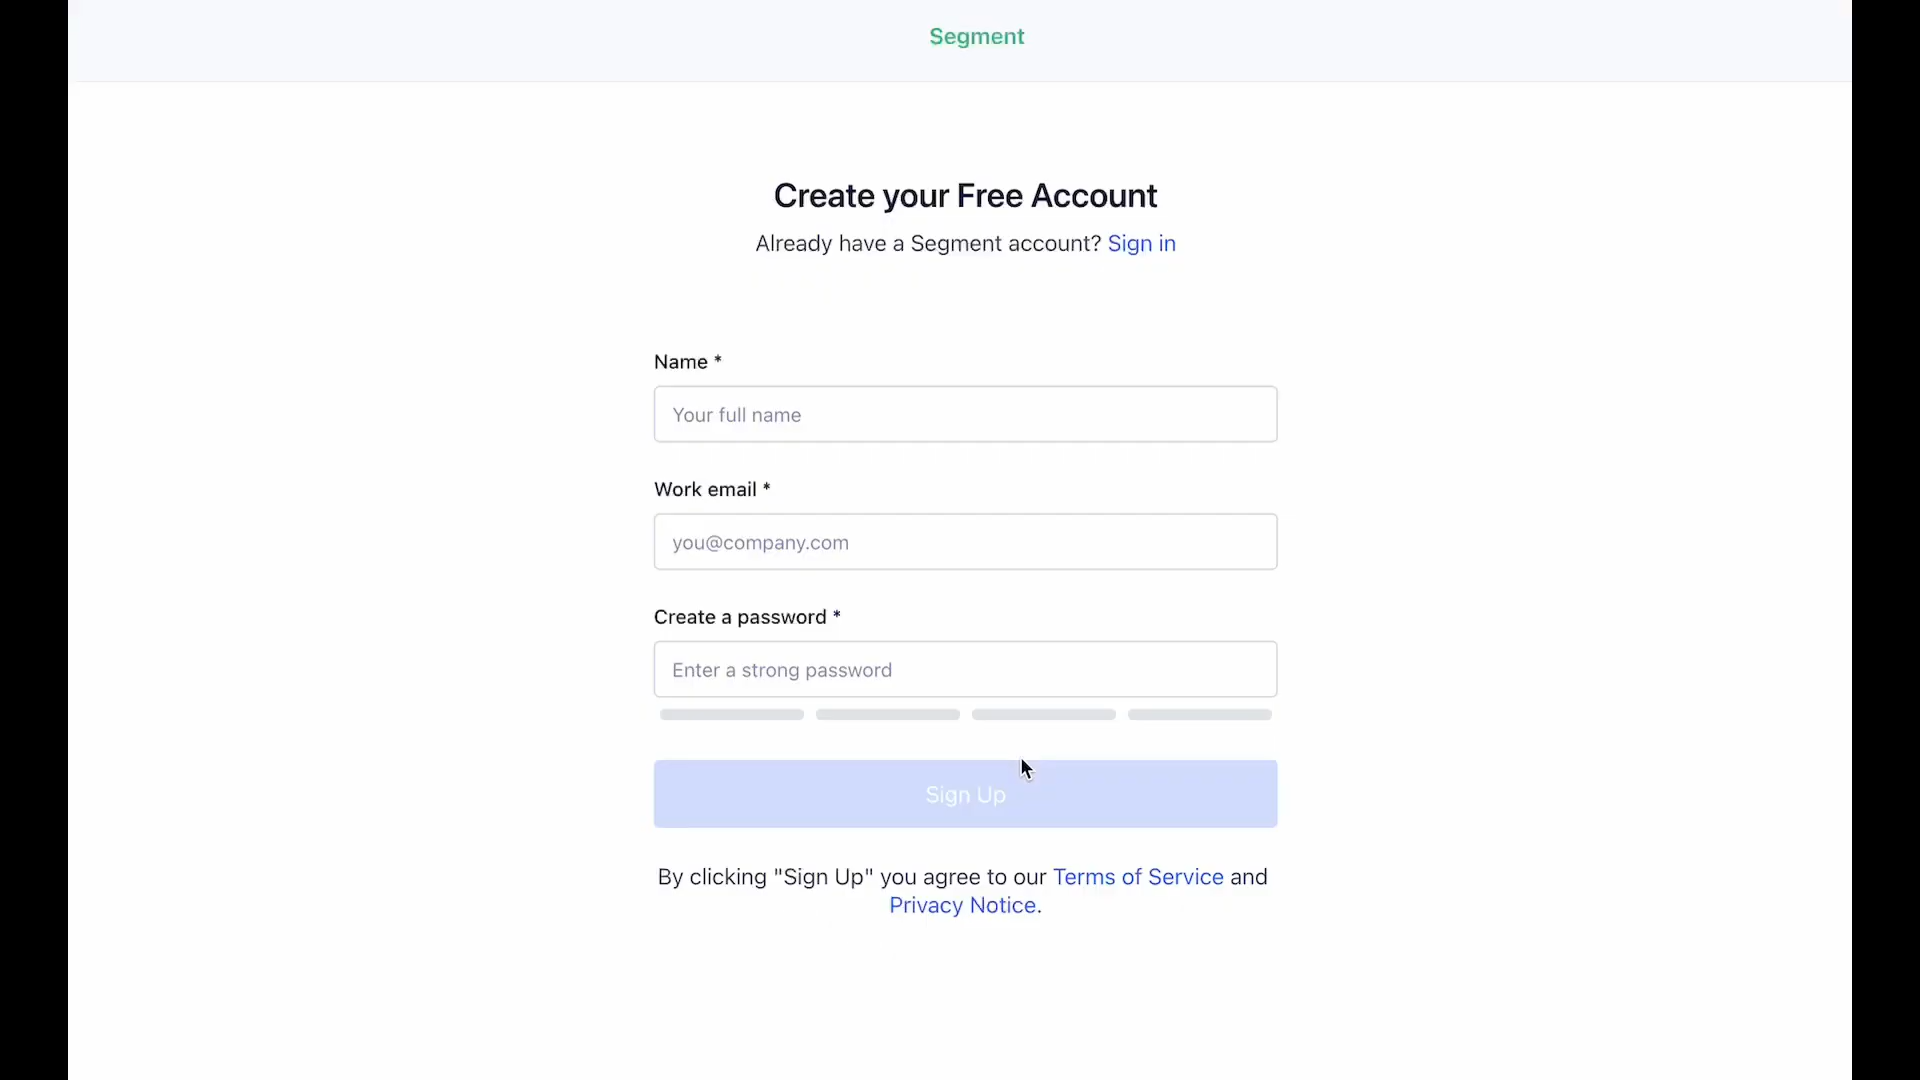 Segment
Create your Free Account
Already have a Segment account? Sign in
Name *
Your full name
Work email *
you@company.com
Create a password *
Enter a strong password
Sign Up
By clicking "Sign Up" you agree to our Terms of Service and
Privacy Notice.